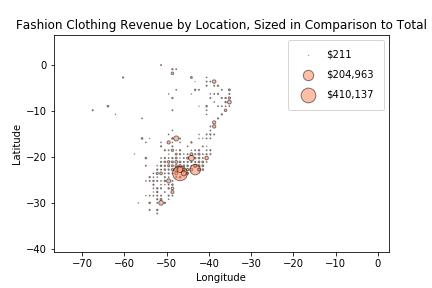 Fashion Clothing Revenue by Location, Sized in Comparison to Total
$211
$204,963
$410,137
0
−10
−20
−30
−40
Latitude
−70 −60 −50 −40 −30 −20 −10 0
Longitude